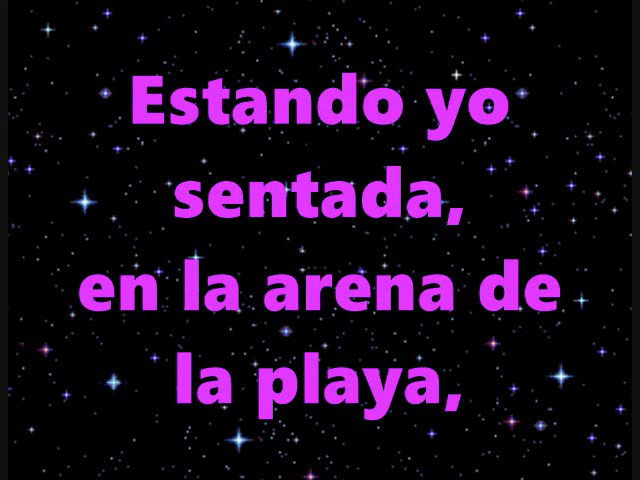 Estando yo
sentada,
en la arena de
la playa,